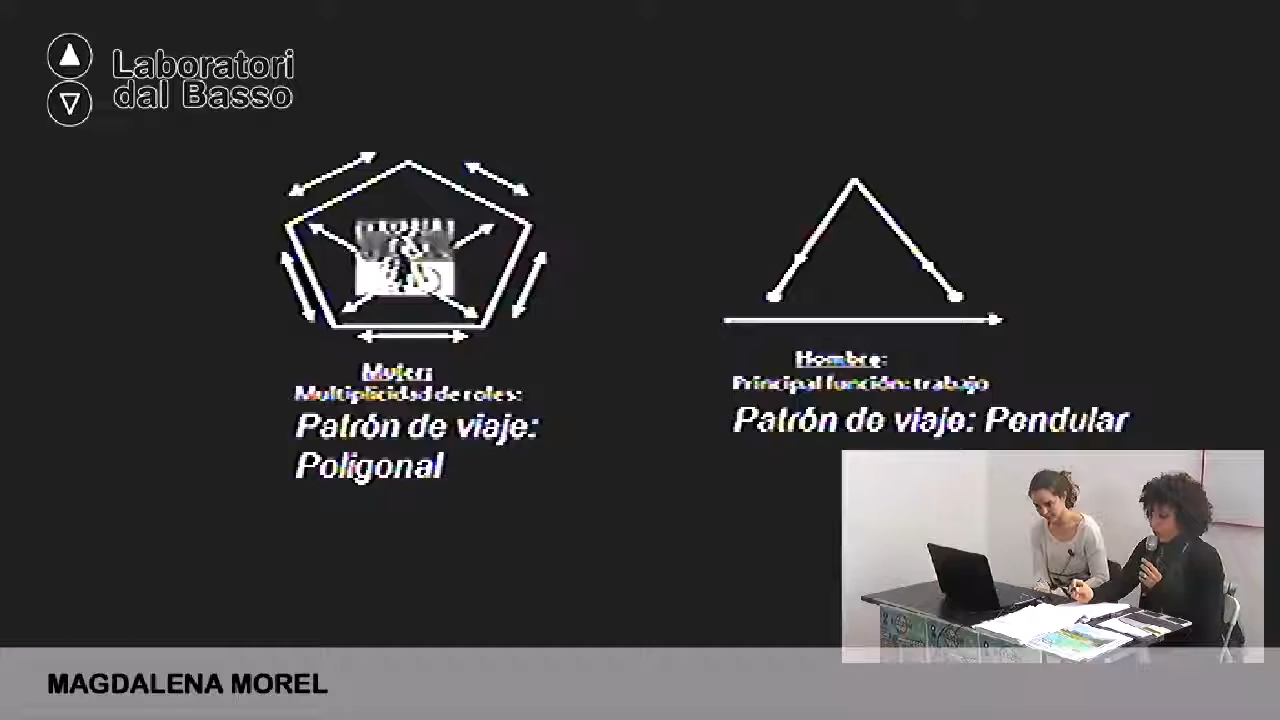 Laboratori
dal Basso
Mujer:
Multiplicidad de roles:
Patrón de viaje:
Poligonal
Hombre:
Principal función: trabajo
Patrón de viaje: Pendular
MAGDALENA MOREL